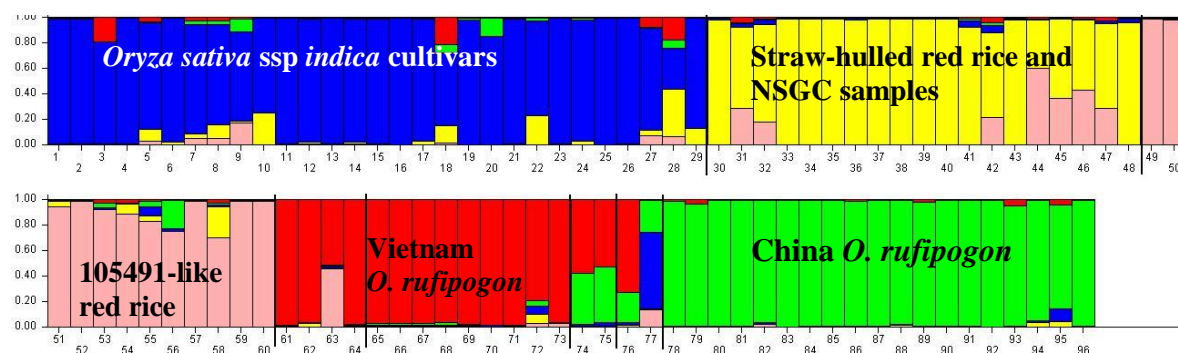 1.00
0.80
0.60
0.40
0.20
0.00
Oryza sativa ssp indica cultivars
Straw-hulled red rice and
NSGC samples
1 3 5 7 9 11 13 15 17 19 21 23 25 27 29 31 33 35 37 39 41 43 45 47 49
2 4 6 8 10 12 14 16 18 20 22 24 26 28 30 32 34 36 38 40 42 44 46 48 50
1.00
0.80
0.60
0.40
0.20
0.00
105491-like
red rice
Vietnam
O. rufipogon
China O. rufipogon
51 53 55 57 59 61 63 65 67 69 71 73 75 77 79 81 83 85 87 89 91 93 95
52 54 56 58 60 62 64 66 68 70 72 74 76 78 80 82 84 86 88 90 92 94 96